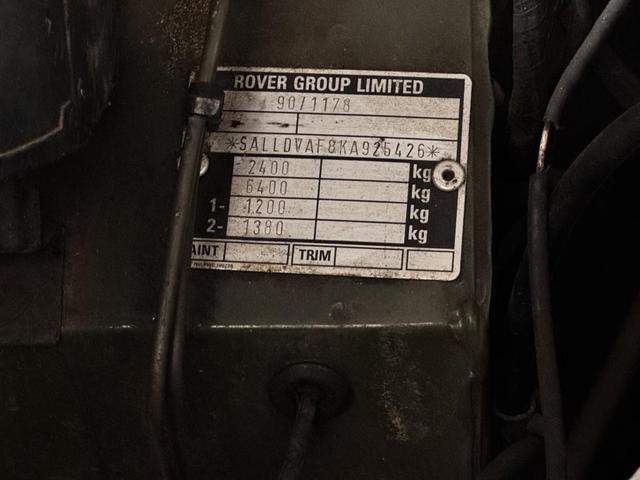 ROVER GROUP LIMITED
90/1178
*SALLDVAF8KA925426*
2400 kg
6400 kg
1- 1200 kg
2- 1380 kg
AINT TRIM